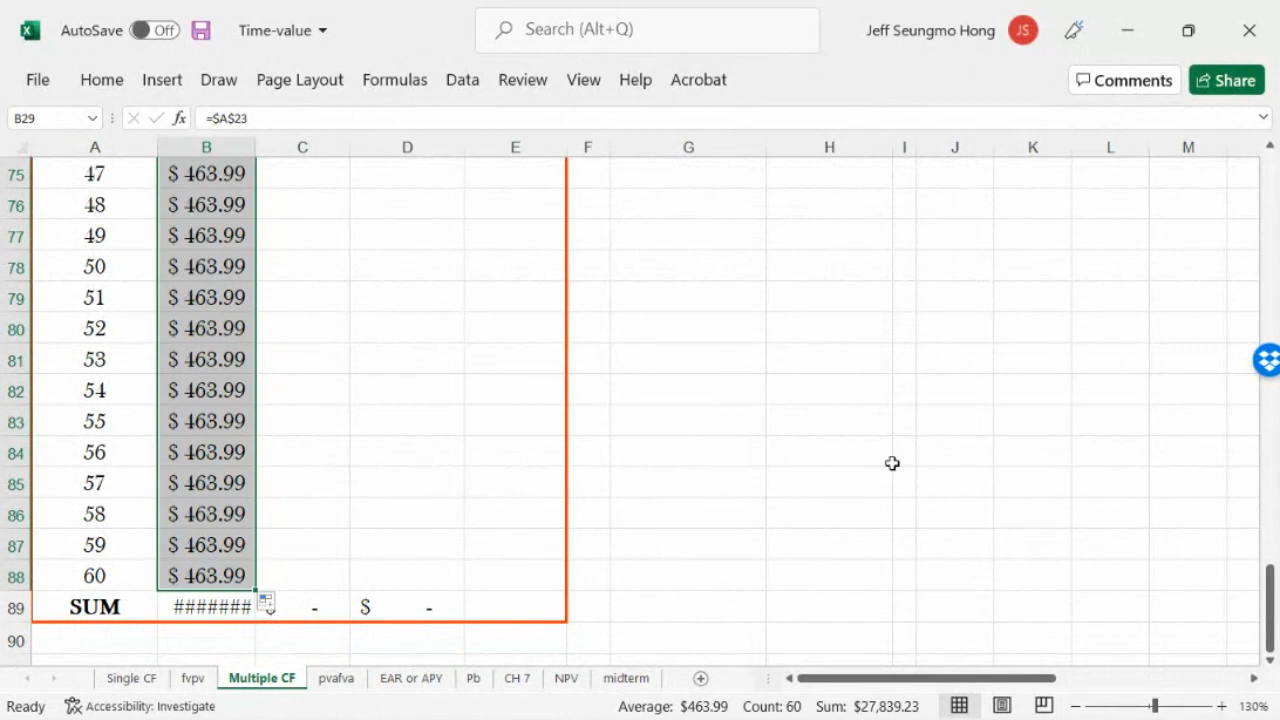 AutoSave Off Time-value Search (Alt+Q) Jeff Seungmo Hong JS
File Home Insert Draw Page Layout Formulas Data Review View Help Acrobat Comments Share
B29 fx =$A$23
A B C D E F G H I J K L M
75 47 $ 463.99
76 48 $ 463.99
77 49 $ 463.99
78 50 $ 463.99
79 51 $ 463.99
80 52 $ 463.99
81 53 $ 463.99
82 54 $ 463.99
83 55 $ 463.99
84 56 $ 463.99
85 57 $ 463.99
86 58 $ 463.99
87 59 $ 463.99
88 60 $ 463.99
89 SUM ####### - $ -
90
Single CF fvpv Multiple CF pvafva EAR or APY Pb CH 7 NPV midterm
Ready Accessibility: Investigate Average: $463.99 Count: 60 Sum: $27,839.23 130%